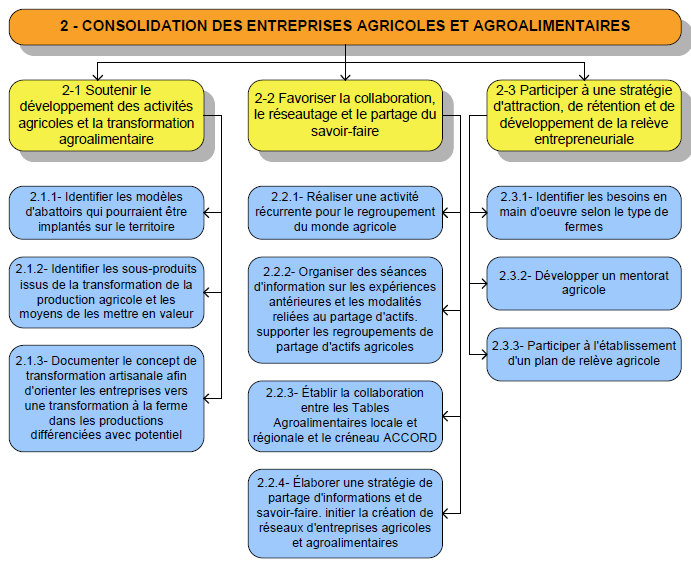 2 - CONSOLIDATION DES ENTREPRISES AGRICOLES ET AGROALIMENTAIRES
2-1 Soutenir le
développement des activités
agricoles et la transformation
agroalimentaire
2.1.1- Identifier les modèles
d'abattoirs qui pourraient être
implantés sur le territoire
2.1.2- Identifier les sous-produits
issus de la transformation de la
production agricole et les
moyens de les mettre en valeur
2.1.3- Documenter le concept de
transformation artisanale afin
d'orienter les entreprises vers
une transformation à la ferme
dans les productions
différenciées avec potentiel
2-2 Favoriser la collaboration,
le réseautage et le partage du
savoir-faire
2.2.1- Réaliser une activité
récurrente pour le regroupement
du monde agricole
2.2.2- Organiser des séances
d'information sur les expériences
antérieures et les modalités
reliées au partage d'actifs.
supporter les regroupements de
partage d'actifs agricoles
2.2.3- Établir la collaboration
entre les Tables
Agroalimentaires locale et
régionale et le créneau ACCORD
2.2.4- Élaborer une stratégie de
partage d'informations et de
savoir-faire. initier la création de
réseaux d'entreprises agricoles
et agroalimentaires
2-3 Participer à une stratégie
d'attraction, de rétention et de
développement de la relève
entrepreneuriale
2.3.1- Identifier les besoins en
main d'oeuvre selon le type de
fermes
2.3.2- Développer un mentorat
agricole
2.3.3- Participer à l'établissement
d'un plan de relève agricole